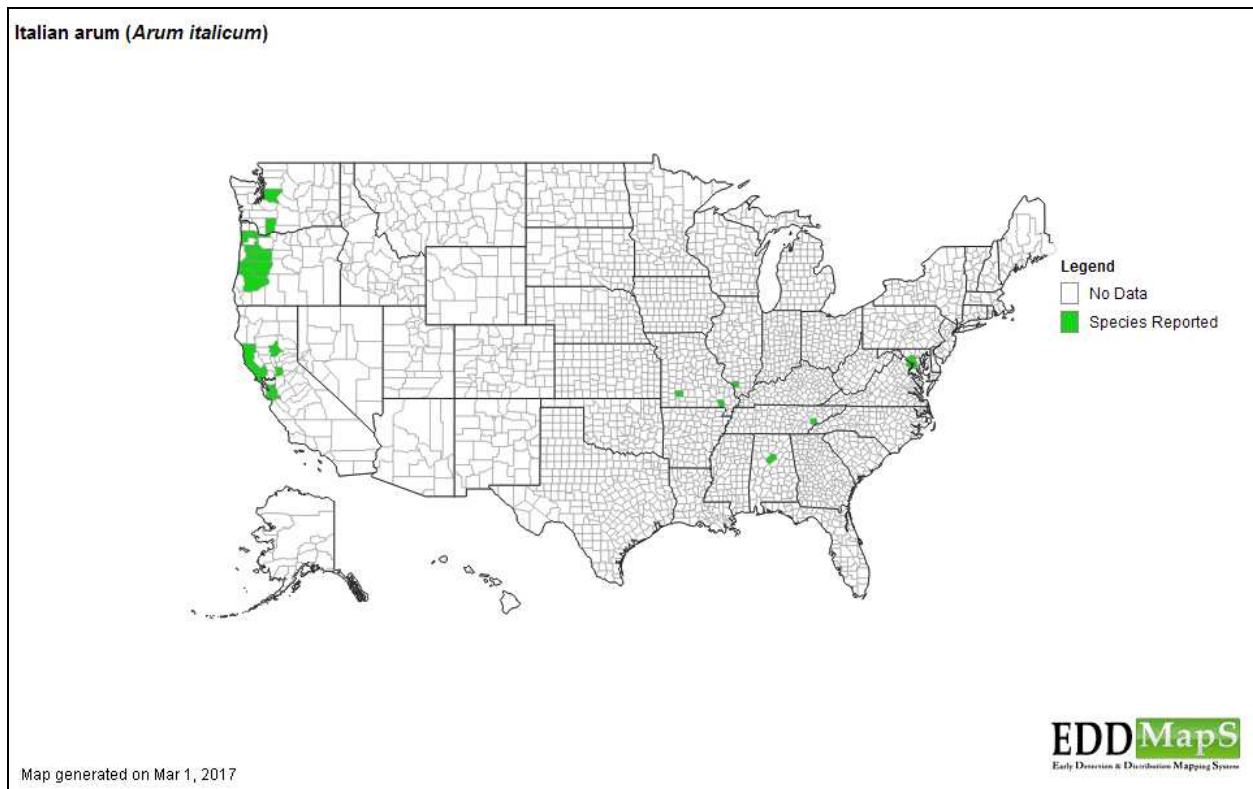 Italian arum (Arum italicum)
Legend
No Data
Species Reported
EDDMapS
Early Detection & Distribution Mapping System
Map generated on Mar 1, 2017